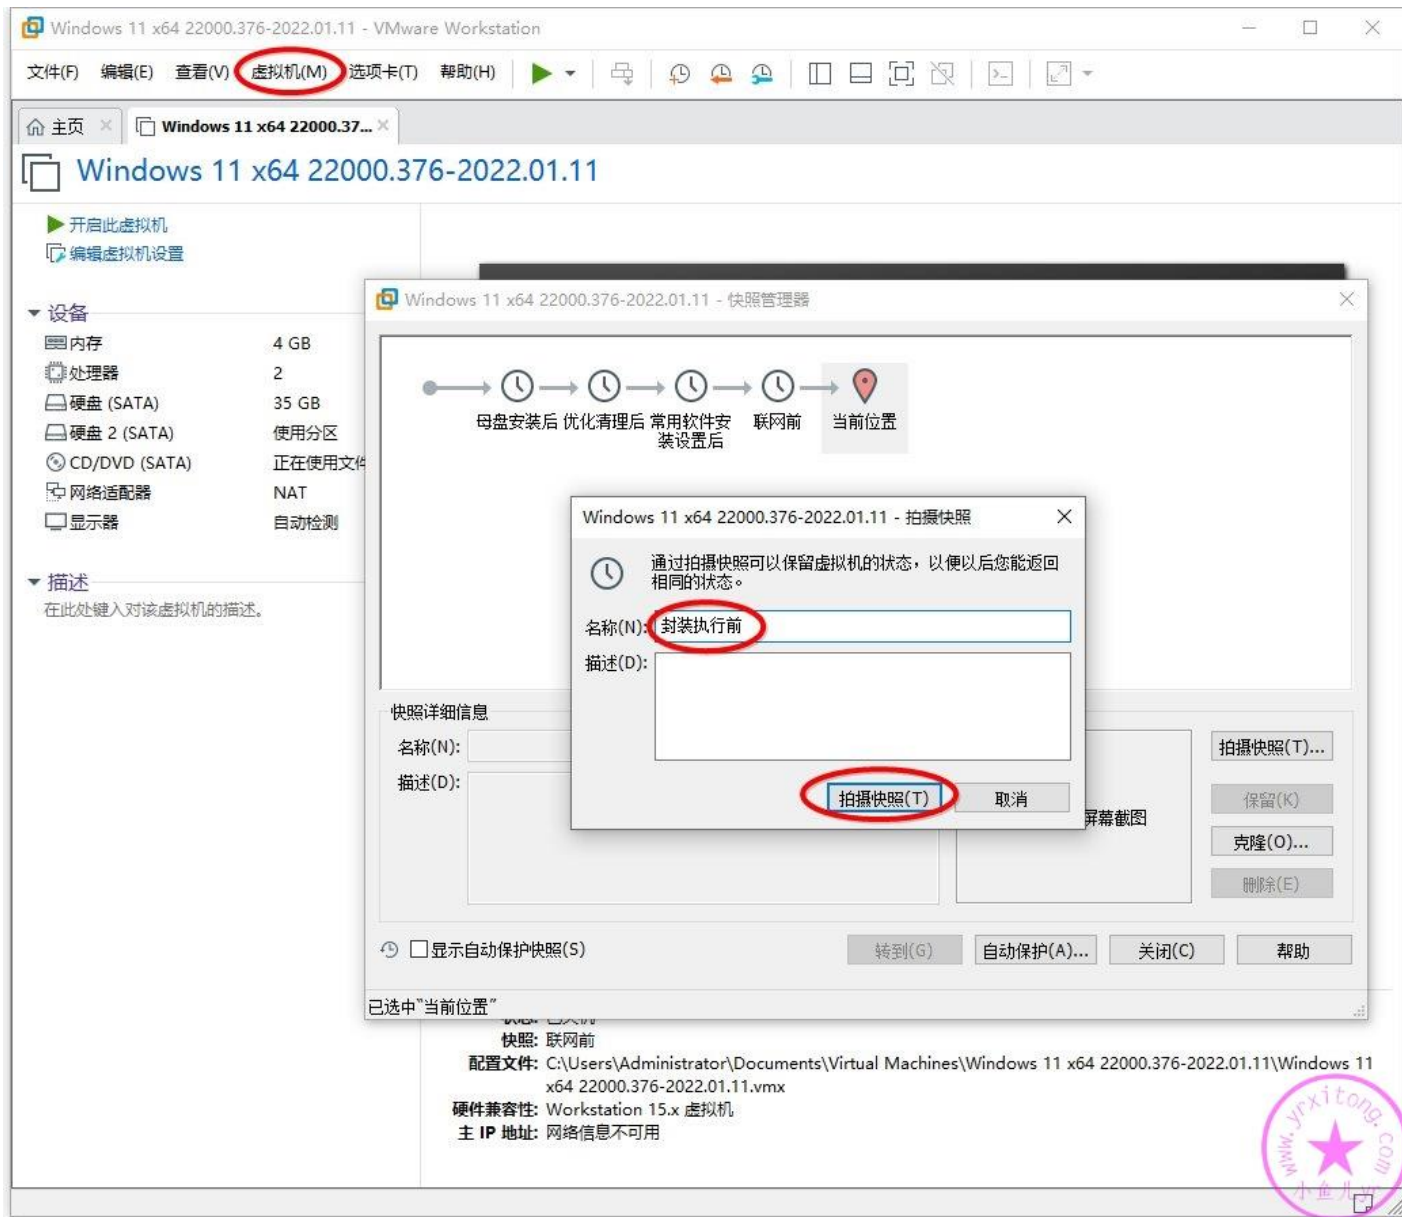 Windows 11 x64 22000.376-2022.01.11 - VMware Workstation
文件(F) 编辑(E) 查看(V) 虚拟机(M) 选项卡(T) 帮助(H)
主页 Windows 11 x64 22000.37...
Windows 11 x64 22000.376-2022.01.11
开启此虚拟机
编辑虚拟机设置
设备
内存 4 GB
处理器 2
硬盘 (SATA) 35 GB
硬盘 2 (SATA) 使用分区
CD/DVD (SATA) 正在使用文件
网络适配器 NAT
显示器 自动检测
描述
在此处键入对该虚拟机的描述。
Windows 11 x64 22000.376-2022.01.11 - 快照管理器
母盘安装后 优化清理后 常用软件安 联网前 当前位置
装设置后
Windows 11 x64 22000.376-2022.01.11 - 拍摄快照
通过拍摄快照可以保留虚拟机的状态，以便以后您能返回
相同的状态。
名称(N): 封装执行前
描述(D):
拍摄快照(T) 取消
快照详细信息
名称(N):
描述(D):
屏幕截图
拍摄快照(T)...
保留(K)
克隆(O)...
删除(E)
显示自动保护快照(S) 转到(G) 自动保护(A)... 关闭(C) 帮助
已选中"当前位置"
状态: 已关机
快照: 联网前
配置文件: C:\Users\Administrator\Documents\Virtual Machines\Windows 11 x64 22000.376-2022.01.11\Windows 11
x64 22000.376-2022.01.11.vmx
硬件兼容性: Workstation 15.x 虚拟机
主 IP 地址: 网络信息不可用
www.yrxitong.com
小鱼儿yr